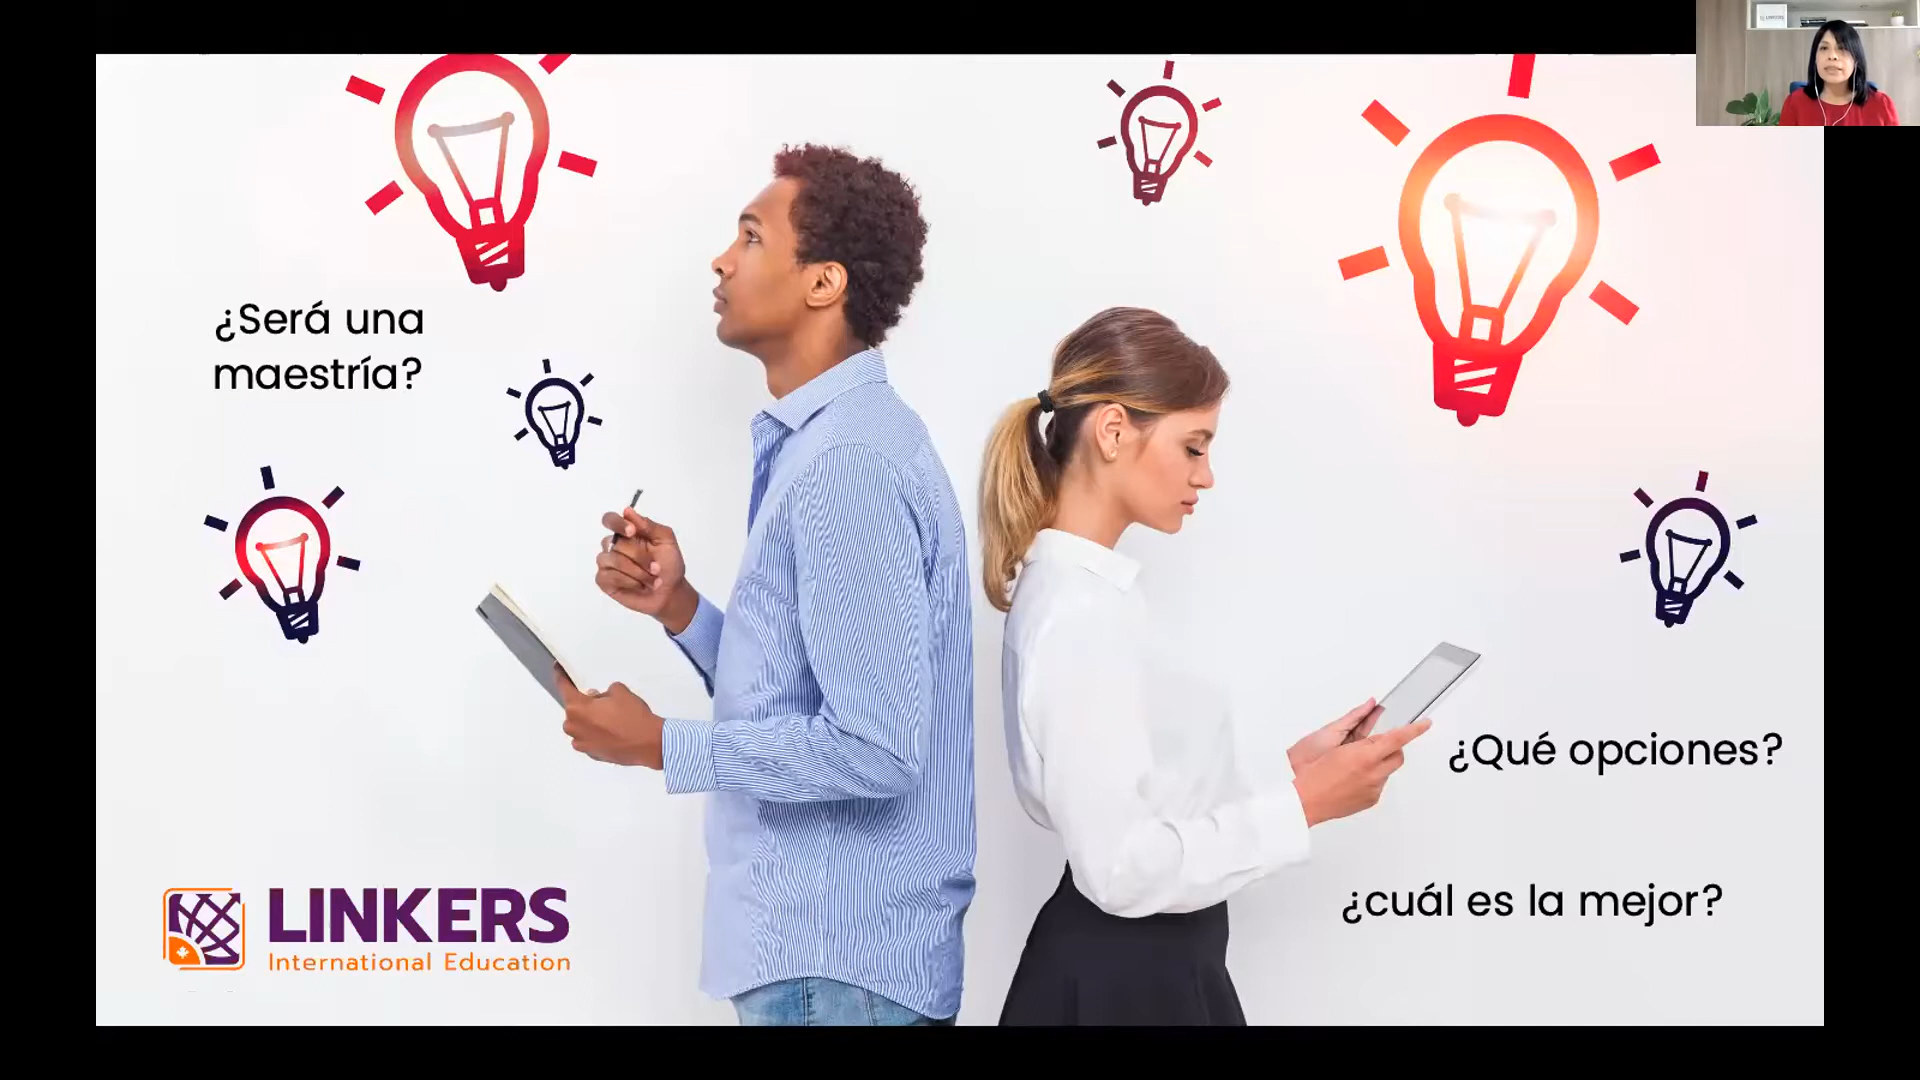 ¿Será una
maestría?
¿Qué opciones?
¿cuál es la mejor?
LINKERS
International Education